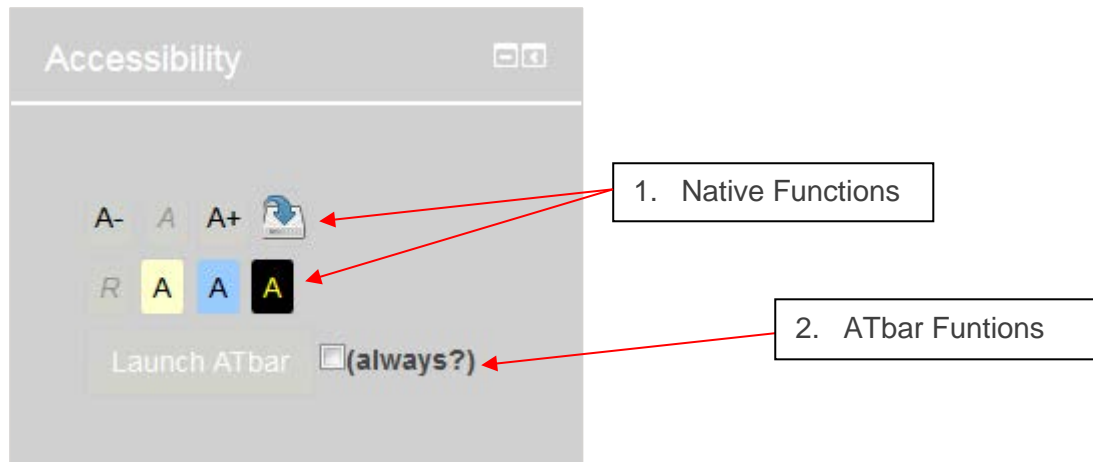 Accessibility
A- A A+
1. Native Functions
R A A A
2. ATbar Funtions
Launch ATbar (always?)